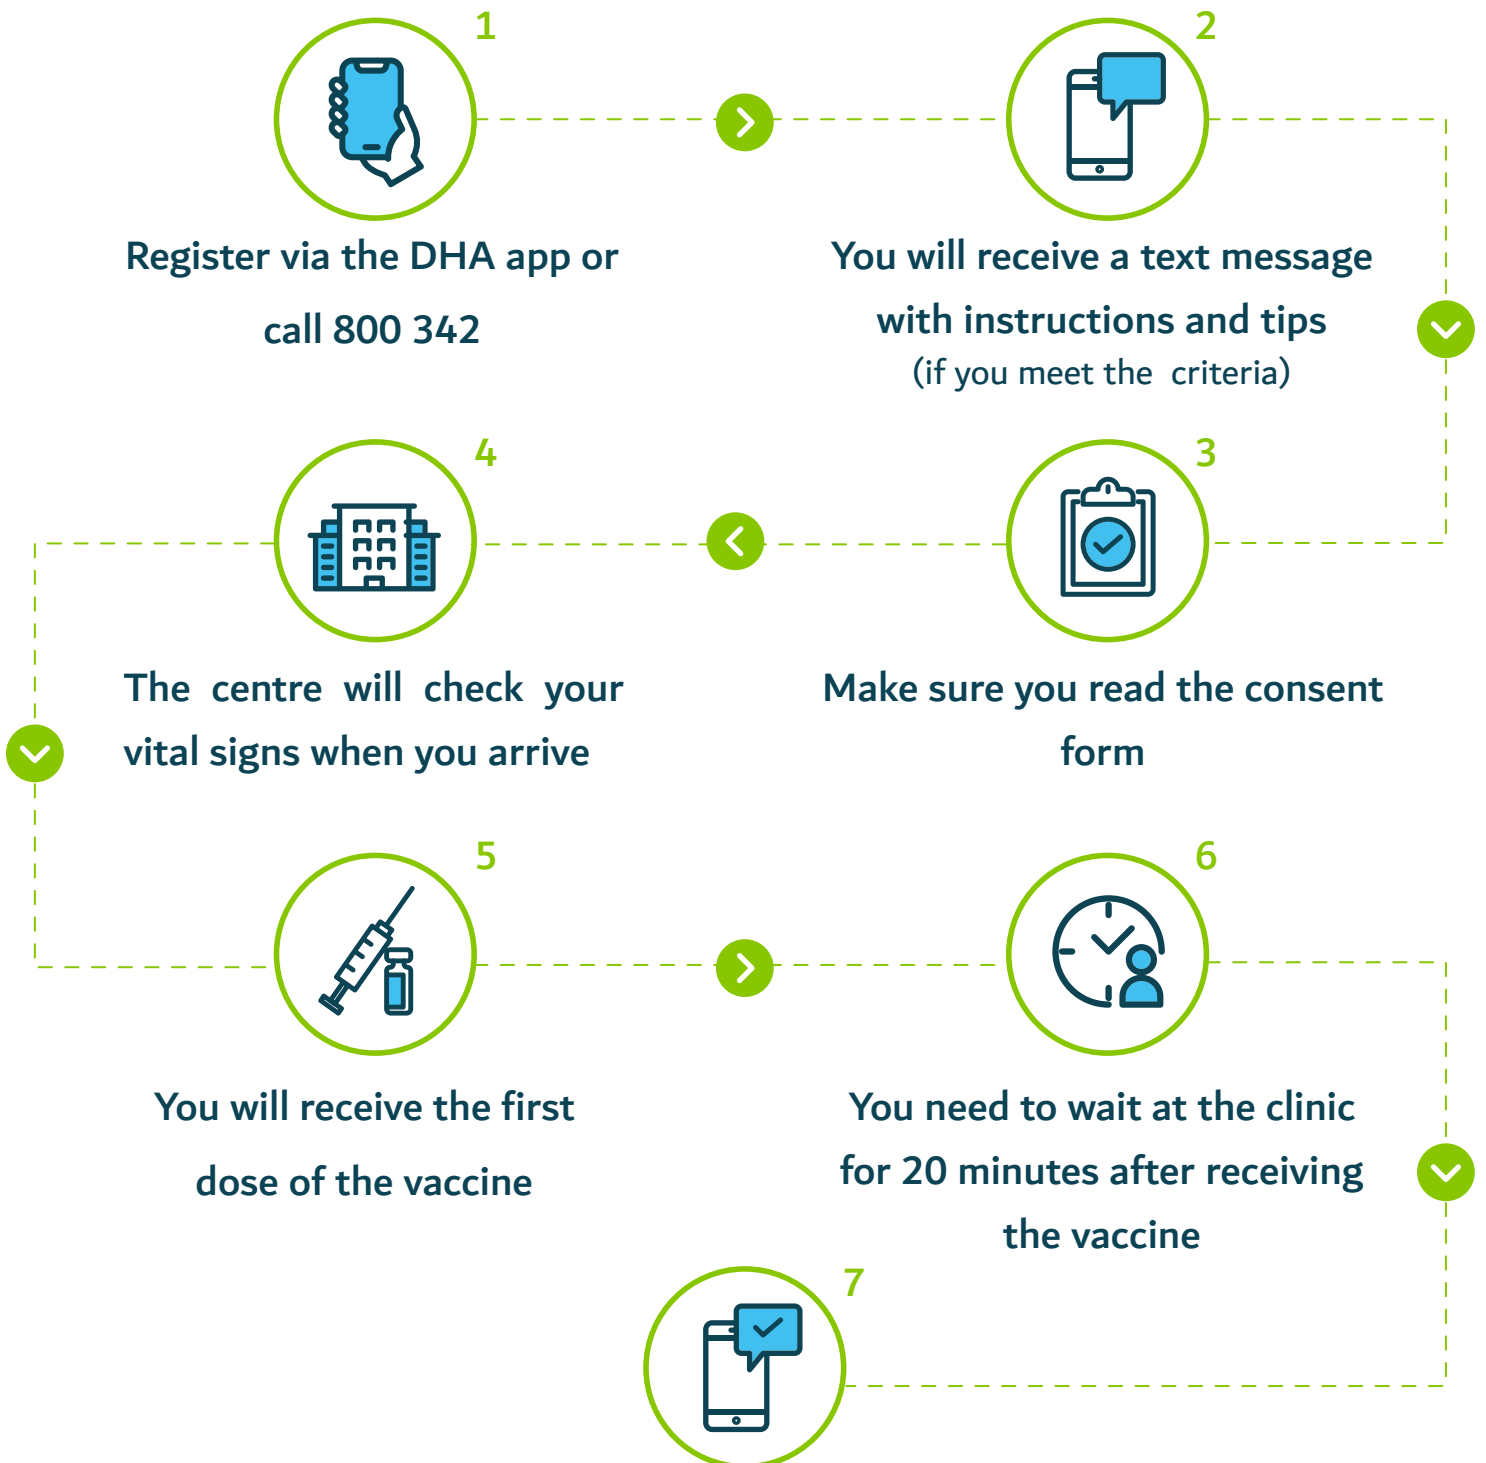 1
Register via the DHA app or
call 800 342
2
You will receive a text message
with instructions and tips
(if you meet the criteria)
3
Make sure you read the consent
form
4
The centre will check your
vital signs when you arrive
5
You will receive the first
dose of the vaccine
6
You need to wait at the clinic
for 20 minutes after receiving
the vaccine
7